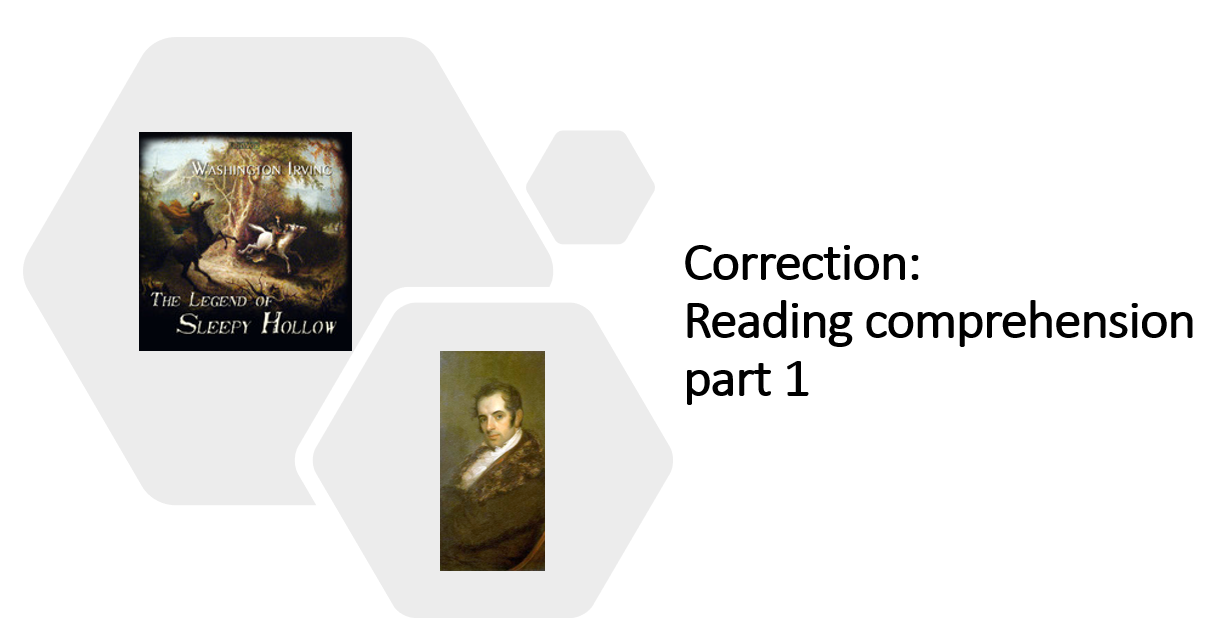 Washington Irving
The Legend of
Sleepy Hollow
Correction:
Reading comprehension
part 1